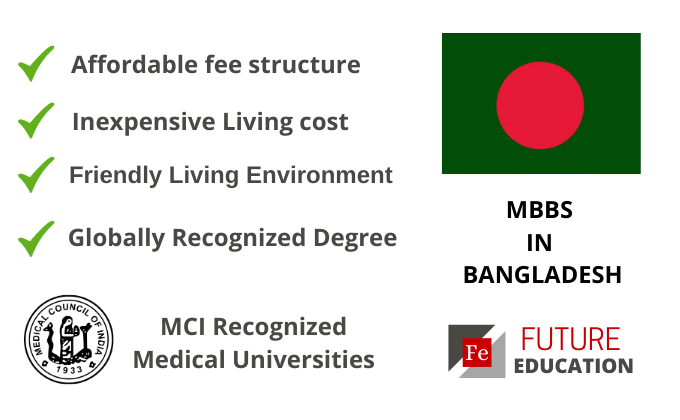 Affordable fee structure
Inexpensive Living cost
Friendly Living Environment
Globally Recognized Degree
MBBS
IN
BANGLADESH
MEDICAL COUNCIL OF INDIA
1933
MCI Recognized
Medical Universities
Fe
FUTURE
EDUCATION